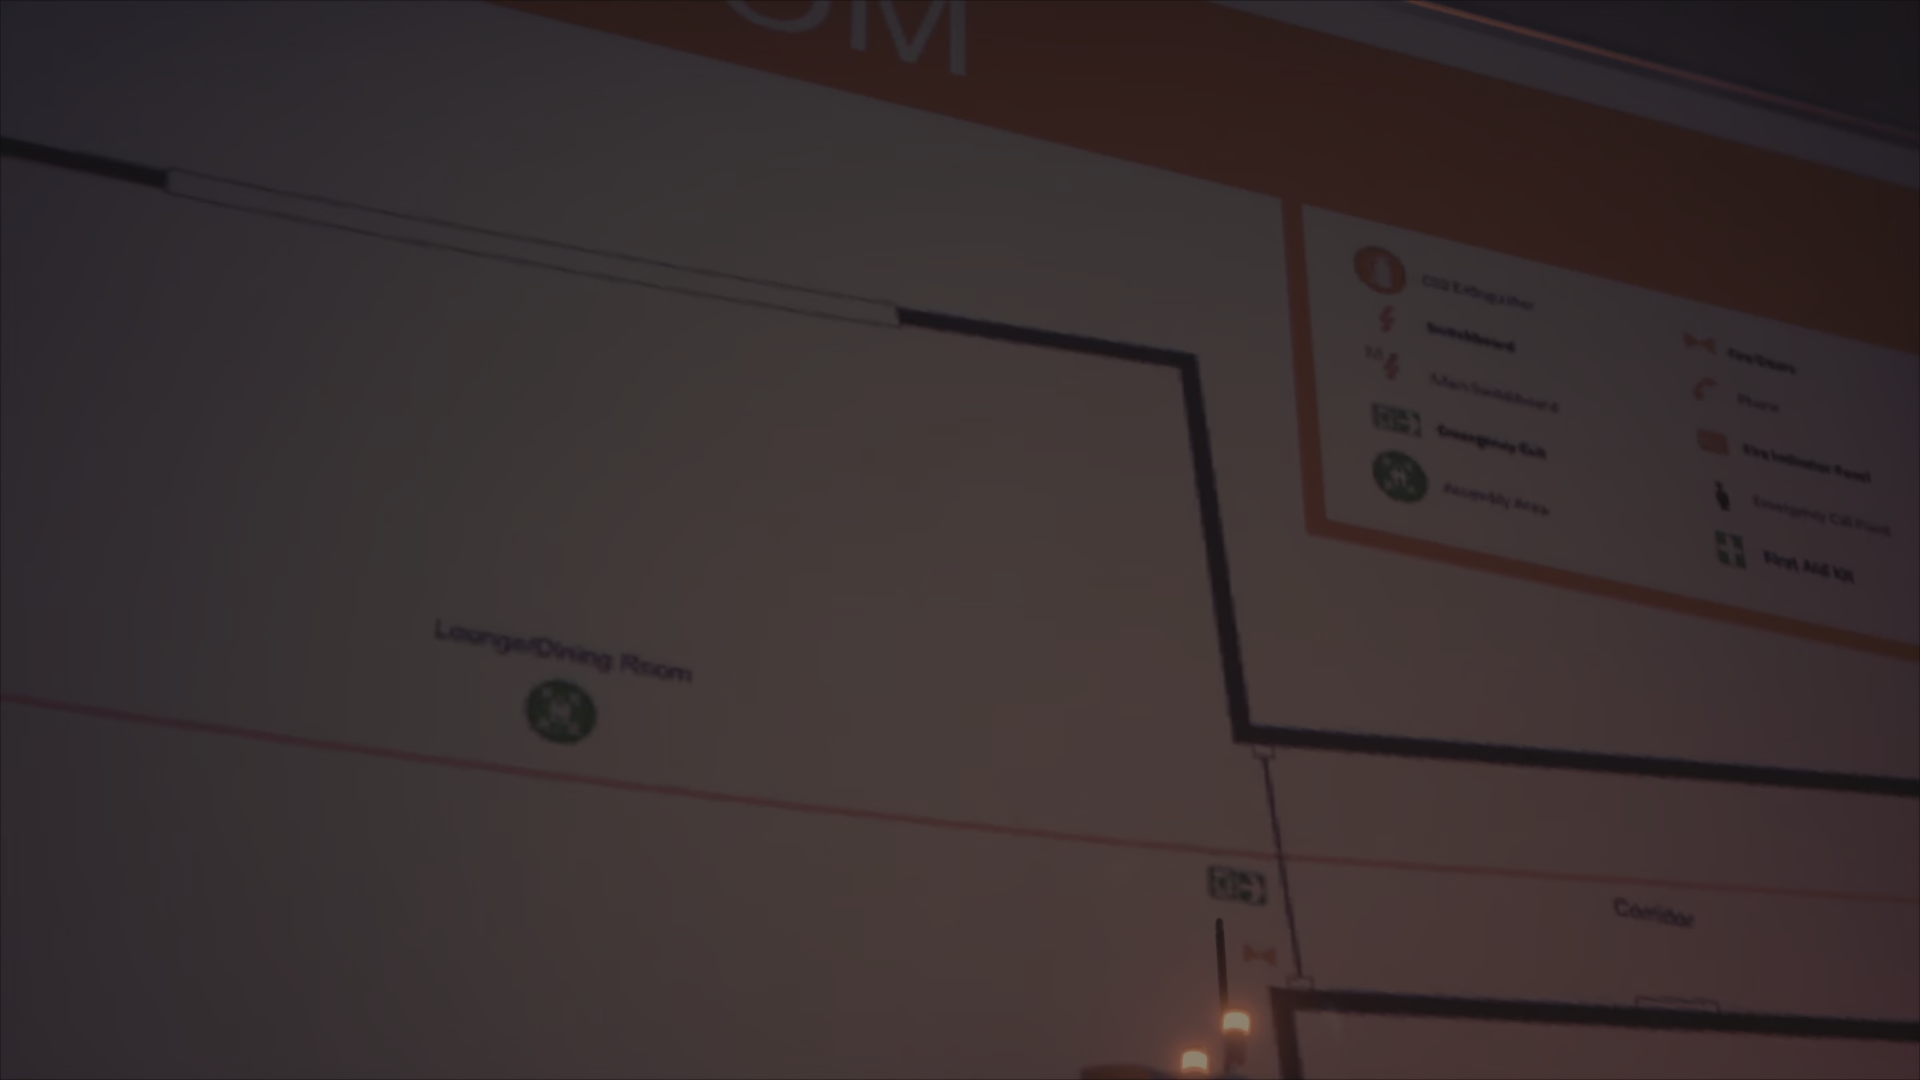 OM
CO2 Extinguisher
Switchboard
Main Switchboard
Emergency Exit
Assembly Area
Fire Doors
Phone
Fire Indicator Panel
Emergency Call Point
First Aid Kit
Lounge/Dining Room
Corridor